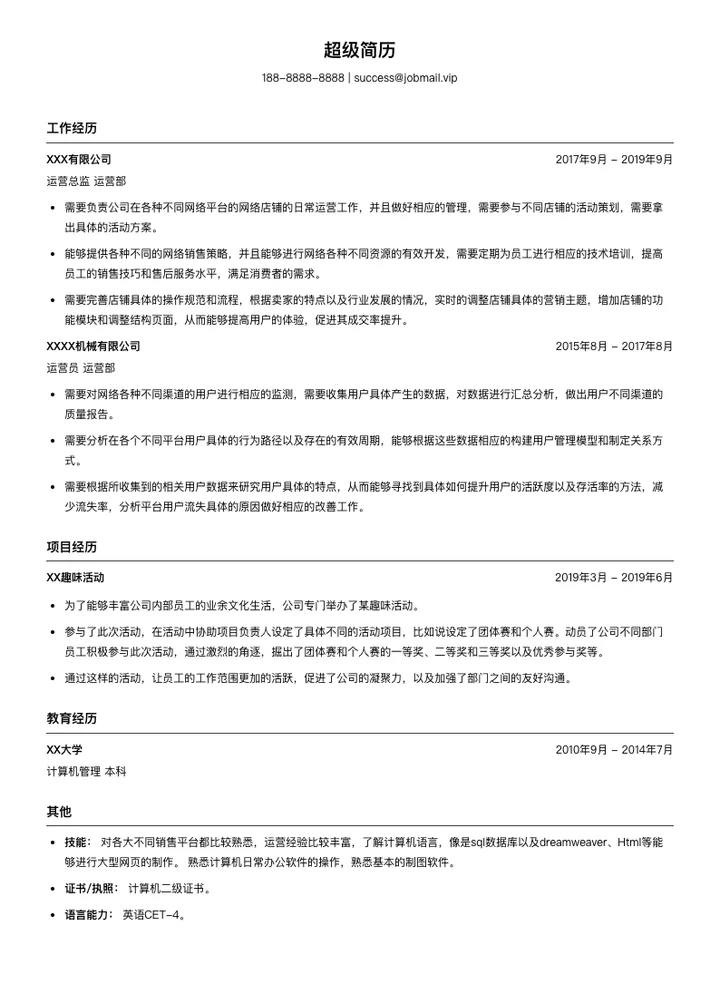 超级简历
188-8888-8888 | success@jobmail.vip
工作经历
XXX有限公司 2017年9月 - 2019年9月
运营总监 运营部
• 需要负责公司在各种不同网络平台的网络店铺的日常运营工作，并且做好相应的管理，需要参与不同店铺的活动策划，需要拿
出具体的活动方案。
• 能够提供各种不同的网络销售策略，并且能够进行网络各种不同资源的有效开发，需要定期为员工进行相应的技术培训，提高
员工的销售技巧和售后服务水平，满足消费者的需求。
• 需要完善店铺具体的操作规范和流程，根据卖家的特点以及行业发展的情况，实时的调整店铺具体的营销主题，增加店铺的功
能模块和调整结构页面，从而能够提高用户的体验，促进其成交率提升。
XXXX机械有限公司 2015年8月 - 2017年8月
运营员 运营部
• 需要对网络各种不同渠道的用户进行相应的监测，需要收集用户具体产生的数据，对数据进行汇总分析，做出用户不同渠道的
质量报告。
• 需要分析在各个不同平台用户具体的行为路径以及存在的有效周期，能够根据这些数据相应的构建用户管理模型和制定关系方
式。
• 需要根据所收集到的相关用户数据来研究用户具体的特点，从而能够寻找到具体如何提升用户的活跃度以及存活率的方法，减
少流失率，分析平台用户流失具体的原因做好相应的改善工作。
项目经历
XX趣味活动 2019年3月 - 2019年6月
• 为了能够丰富公司内部员工的业余文化生活，公司专门举办了某趣味活动。
• 参与了此次活动，在活动中协助项目负责人设定了具体不同的活动项目，比如说设定了团体赛和个人赛。动员了公司不同部门
员工积极参与此次活动，通过激烈的角逐，掘出了团体赛和个人赛的一等奖、二等奖和三等奖以及优秀参与奖等。
• 通过这样的活动，让员工的工作范围更加的活跃，促进了公司的凝聚力，以及加强了部门之间的友好沟通。
教育经历
XX大学 2010年9月 - 2014年7月
计算机管理 本科
其他
• 技能： 对各大不同销售平台都比较熟悉，运营经验比较丰富，了解计算机语言，像是sql数据库以及dreamweaver、Html等能
够进行大型网页的制作。 熟悉计算机日常办公软件的操作，熟悉基本的制图软件。
• 证书/执照： 计算机二级证书。
• 语言能力： 英语CET-4。